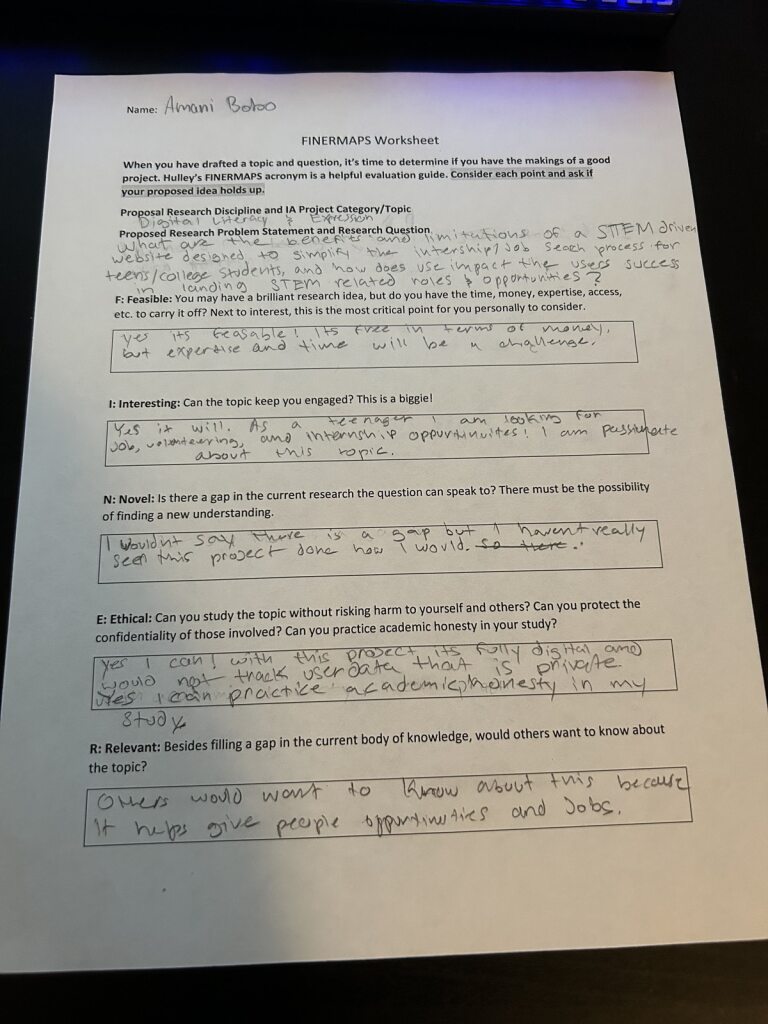 Name: Amani Botoo
FINERMAPS Worksheet
When you have drafted a topic and question, it's time to determine if you have the makings of a good
project. Hulley's FINERMAPS acronym is a helpful evaluation guide. Consider each point and ask if
your proposed idea holds up.
Proposal Research Discipline and IA Project Category/Topic
Digital Literacy & Expression
Proposed Research Problem Statement and Research Question
What are the benefits and limitations of a STEM driven
website designed to simplify the intership/Job seach process for
teens/college students, and how does use impact the users success
in landing STEM related roles & opportunities?
F: Feasible: You may have a brilliant research idea, but do you have the time, money, expertise, access,
etc. to carry it off? Next to interest, this is the most critical point for you personally to consider.
yes its feasable! Its free in terms of money,
but expertise and time will be a challenge.
I: Interesting: Can the topic keep you engaged? This is a biggie!
Yes it will. As a teenager I am looking for
Job, volunteering, and internship oppurtinuites! I am passionate
about this topic.
N: Novel: Is there a gap in the current research the question can speak to? There must be the possibility
of finding a new understanding.
I wouldnt say there is a gap but I havent really
seen this project done how I would. so there..
E: Ethical: Can you study the topic without risking harm to yourself and others? Can you protect the
confidentiality of those involved? Can you practice academic honesty in your study?
Yes I can! with this project its fully digital and
would not track user data that is private.
Yes I can practice academic honesty in my
study
R: Relevant: Besides filling a gap in the current body of knowledge, would others want to know about
the topic?
Others would want to know about this because
it helps give people oppuntinuties and Jobs.